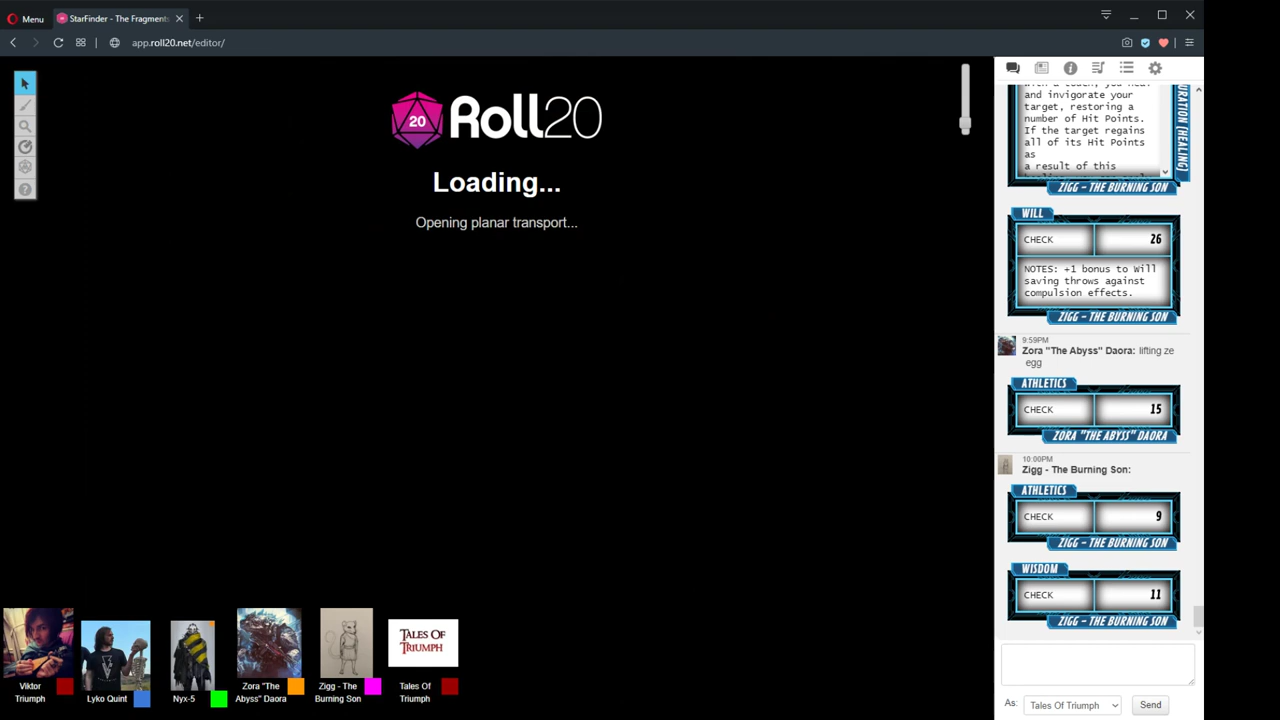 Menu
StarFinder - The Fragments
app.roll20.net/editor/
20
Roll20
Loading...
Opening planar transport...
and invigorate your
target, restoring a
number of Hit Points.
If the target regains
all of its Hit Points
as
a result of this
(HEALING)
ZIGG - THE BURNING SON
WILL
CHECK
26
NOTES: +1 bonus to Will
saving throws against
compulsion effects.
ZIGG - THE BURNING SON
9:59PM
Zora "The Abyss" Daora: lifting ze
egg
ATHLETICS
CHECK
15
ZORA "THE ABYSS" DAORA
10:00PM
Zigg - The Burning Son:
ATHLETICS
CHECK
9
ZIGG - THE BURNING SON
WISDOM
CHECK
11
ZIGG - THE BURNING SON
TALES OF
TRIUMPH
Viktor
Triumph
Lyko Quint
Nyx-5
Zora "The
Abyss" Daora
Zigg - The
Burning Son
Tales Of
Triumph
As:
Tales Of Triumph
Send